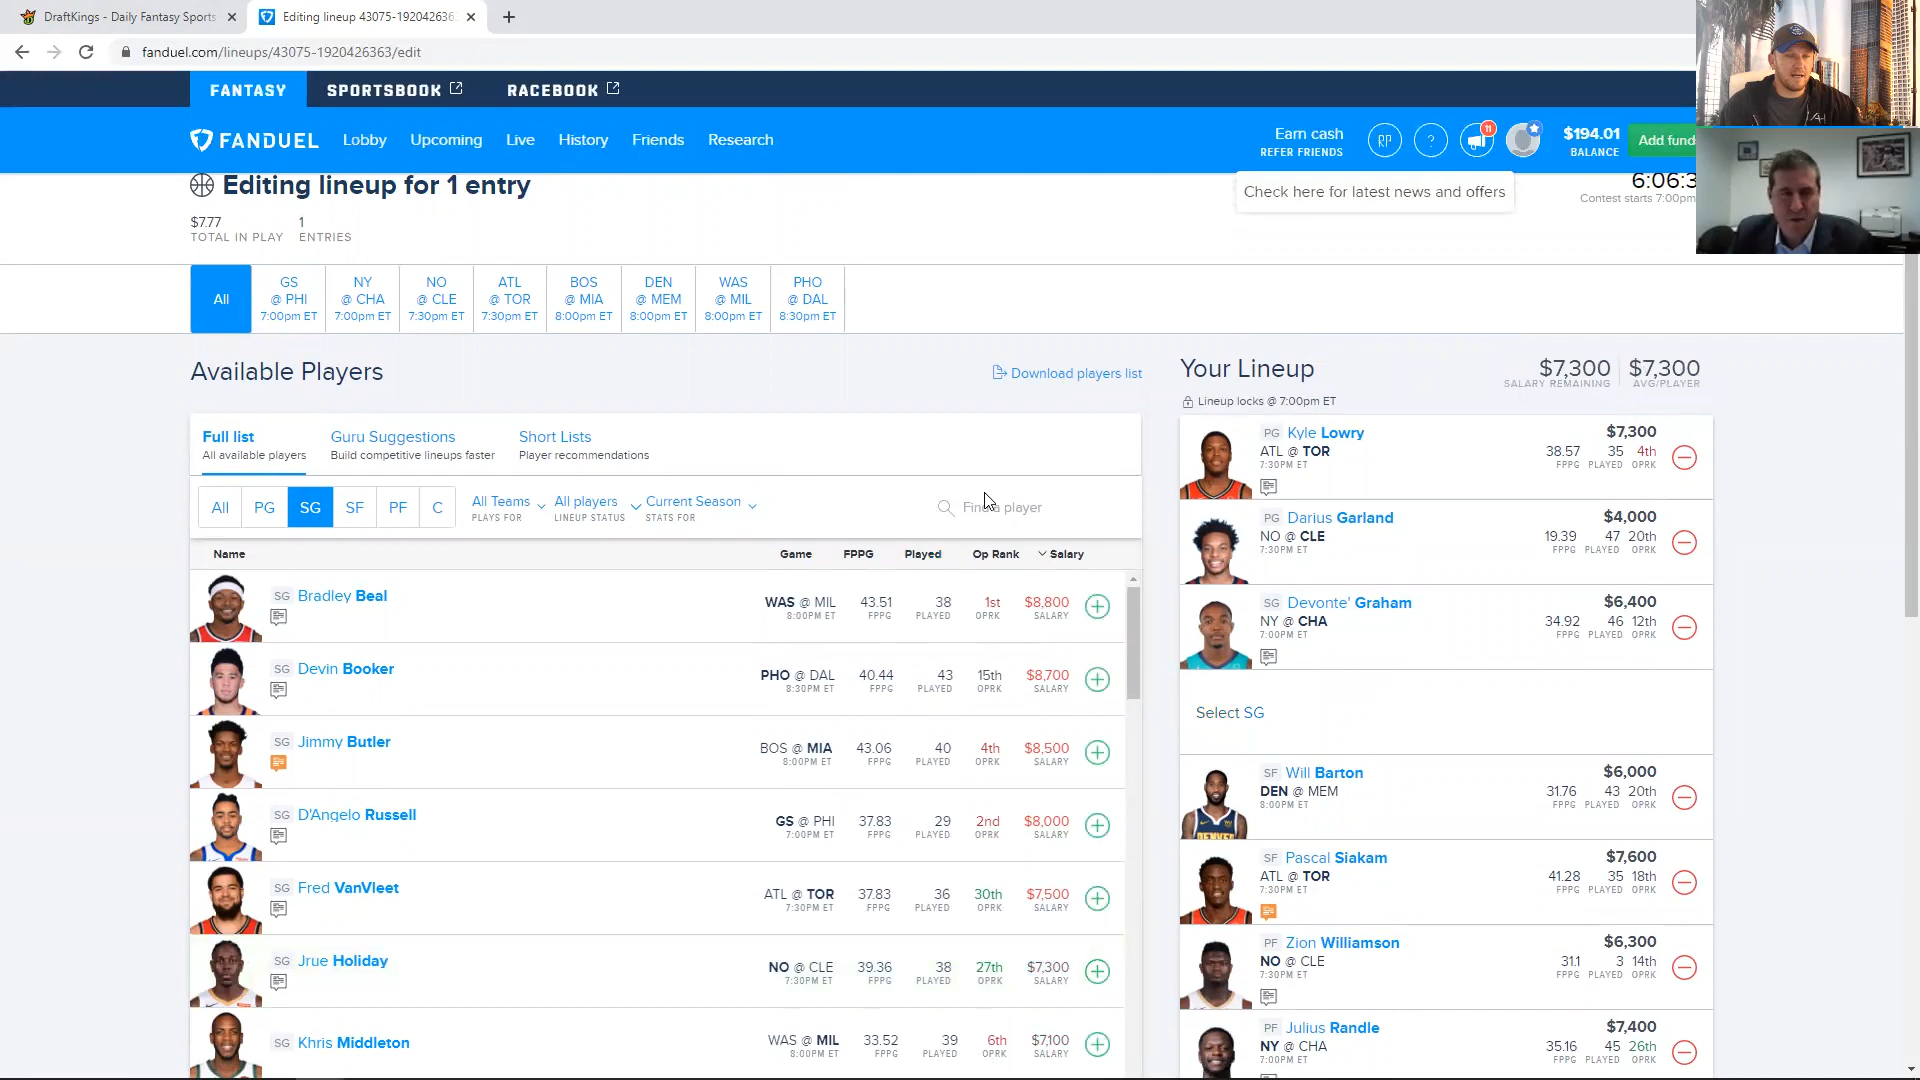 DraftKings - Daily Fantasy Sports
Editing lineup 43075-1920426363
fanduel.com/lineups/43075-1920426363/edit
FANTASY SPORTSBOOK RACEBOOK
FANDUEL Lobby Upcoming Live History Friends Research
Earn cash
REFER FRIENDS
RP ? 11
$194.01
BALANCE
Add fund
Editing lineup for 1 entry
Check here for latest news and offers
6:06:3
Contest starts 7:00pm
$7.77
TOTAL IN PLAY
1
ENTRIES
All
GS
@ PHI
7:00pm ET
NY
@ CHA
7:00pm ET
NO
@ CLE
7:30pm ET
ATL
@ TOR
7:30pm ET
BOS
@ MIA
8:00pm ET
DEN
@ MEM
8:00pm ET
WAS
@ MIL
8:00pm ET
PHO
@ DAL
8:30pm ET
Available Players
Download players list
Full list
All available players
Guru Suggestions
Build competitive lineups faster
Short Lists
Player recommendations
All PG SG SF PF C
All Teams
PLAYS FOR
All players
LINEUP STATUS
Current Season
STATS FOR
Find a player
Name Game FPPG Played Op Rank Salary
SG Bradley Beal WAS @ MIL 43.51 38 1st $8,800
8:00PM ET FPPG PLAYED OPRK SALARY
SG Devin Booker PHO @ DAL 40.44 43 15th $8,700
8:30PM ET FPPG PLAYED OPRK SALARY
SG Jimmy Butler BOS @ MIA 43.06 40 4th $8,500
8:00PM ET FPPG PLAYED OPRK SALARY
SG D'Angelo Russell GS @ PHI 37.83 29 2nd $8,000
7:00PM ET FPPG PLAYED OPRK SALARY
SG Fred VanVleet ATL @ TOR 37.83 36 30th $7,500
7:30PM ET FPPG PLAYED OPRK SALARY
SG Jrue Holiday NO @ CLE 39.36 38 27th $7,300
7:30PM ET FPPG PLAYED OPRK SALARY
SG Khris Middleton WAS @ MIL 33.52 39 6th $7,100
8:00PM ET FPPG PLAYED OPRK SALARY
Your Lineup
$7,300
SALARY REMAINING
$7,300
AVG/PLAYER
Lineup locks @ 7:00pm ET
PG Kyle Lowry $7,300
ATL @ TOR 38.57 35 4th
7:30PM ET FPPG PLAYED OPRK
PG Darius Garland $4,000
NO @ CLE 19.39 47 20th
7:30PM ET FPPG PLAYED OPRK
SG Devonte' Graham $6,400
NY @ CHA 34.92 46 12th
7:00PM ET FPPG PLAYED OPRK
Select SG
SF Will Barton $6,000
DEN @ MEM 31.76 43 20th
8:00PM ET FPPG PLAYED OPRK
SF Pascal Siakam $7,600
ATL @ TOR 41.28 35 18th
7:30PM ET FPPG PLAYED OPRK
PF Zion Williamson $6,300
NO @ CLE 31.1 3 14th
7:30PM ET FPPG PLAYED OPRK
PF Julius Randle $7,400
NY @ CHA 35.16 45 26th
7:00PM ET FPPG PLAYED OPRK